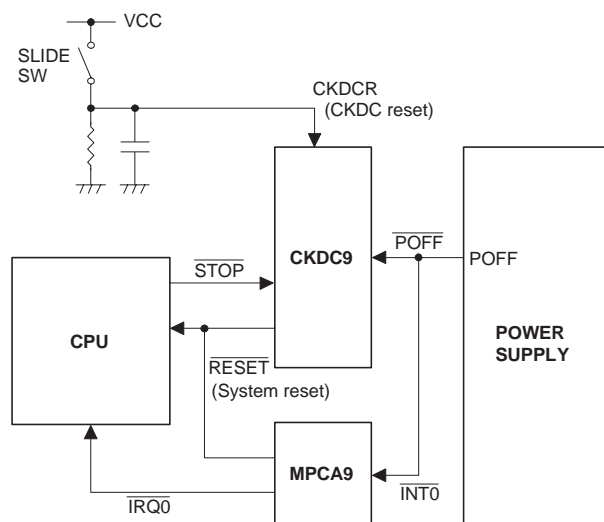 VCC
SLIDE
SW
CKDCR
(CKDC reset)
POFF
POFF
STOP
CKDC9
CPU
POWER
SUPPLY
RESET
(System reset)
MPCA9
INT0
IRQ0